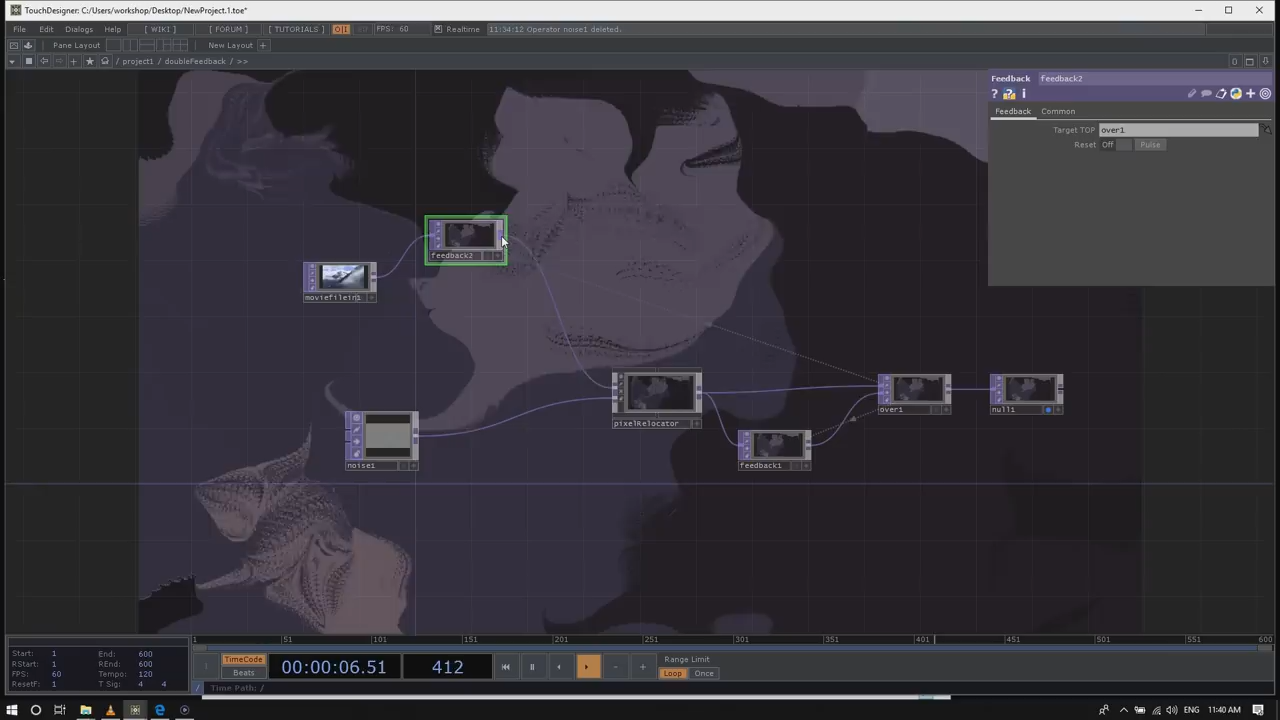 TouchDesigner: C:/Users/workshop/Desktop/NewProject.1.toe*
File Edit Dialogs Help [ WIKI ] [ FORUM ] [ TUTORIALS ] O|I FPS: 60 Realtime 11:34:12 Operator noise1 deleted.
Pane Layout New Layout +
/ project1 / doubleFeedback / >>
Feedback feedback2
? ? i
Feedback Common
Target TOP over1
Reset Off Pulse
feedback2
moviefilein1
over1
null1
pixelRelocator
noise1
feedback1
1 51 101 151 201 251 301 351 401 451 501 551 600
Start: 1 End: 600
RStart: 1 REnd: 600
FPS: 60 Tempo: 120
ResetF: 1 T Sig: 4 4
TimeCode
Beats
00:00:06.51 412
Range Limit
Loop Once
/ Time Path: /
11:40 AM